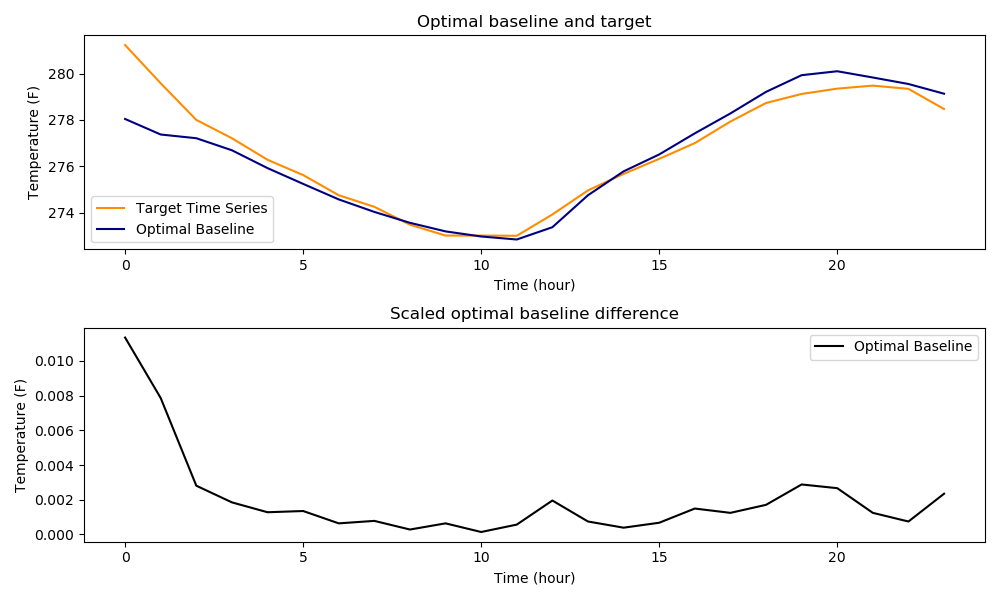 Optimal baseline and target
Temperature (F)
280
278
276
274
Target Time Series
Optimal Baseline
0 5 10 15 20
Time (hour)
Scaled optimal baseline difference
Temperature (F)
0.010
0.008
0.006
0.004
0.002
0.000
Optimal Baseline
0 5 10 15 20
Time (hour)